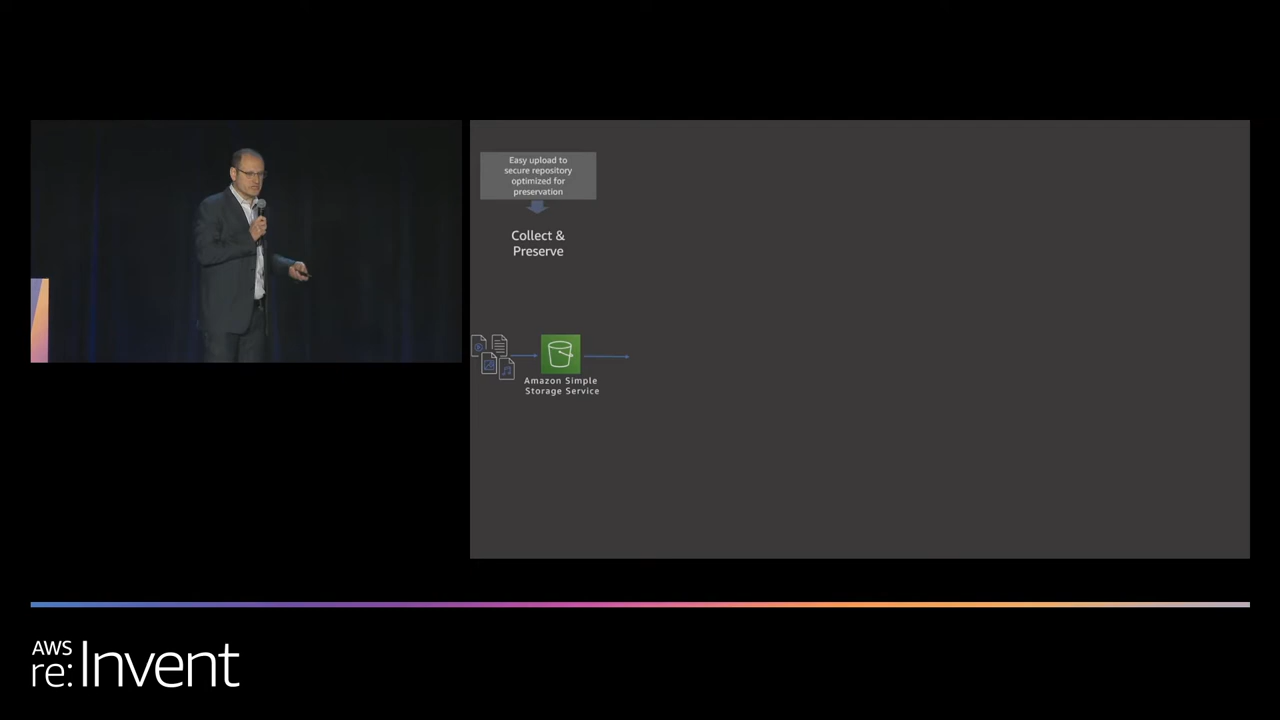 Easy upload to
secure repository
optimized for
preservation
Collect &
Preserve
Amazon Simple
Storage Service
AWS
re:Invent